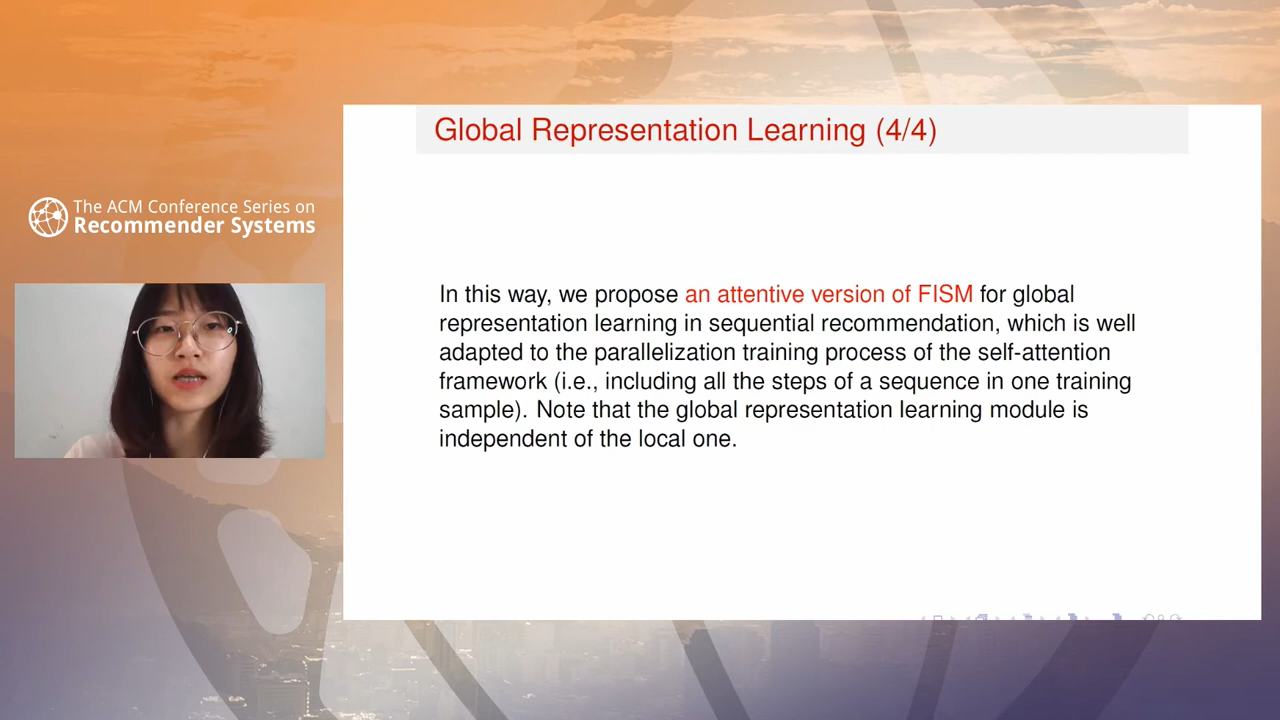 The ACM Conference Series on
Recommender Systems
Global Representation Learning (4/4)
In this way, we propose an attentive version of FISM for global
representation learning in sequential recommendation, which is well
adapted to the parallelization training process of the self-attention
framework (i.e., including all the steps of a sequence in one training
sample). Note that the global representation learning module is
independent of the local one.